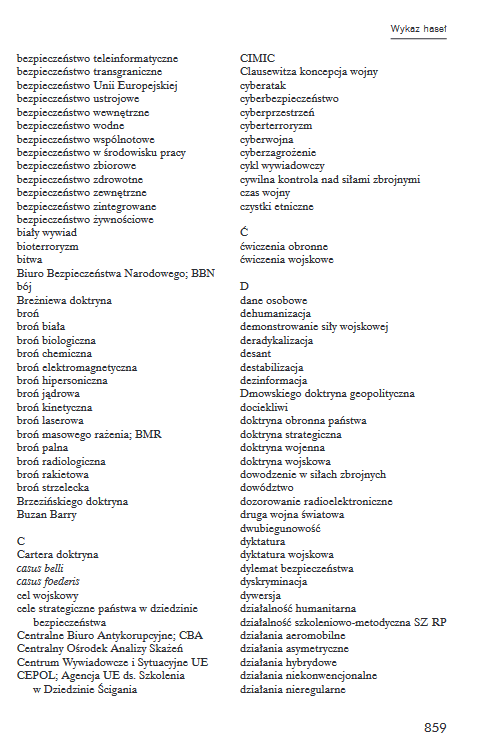 Wykaz haseł
bezpieczeństwo teleinformatyczne
bezpieczeństwo transgraniczne
bezpieczeństwo Unii Europejskiej
bezpieczeństwo ustrojowe
bezpieczeństwo wewnętrzne
bezpieczeństwo wodne
bezpieczeństwo wspólnotowe
bezpieczeństwo w środowisku pracy
bezpieczeństwo zbiorowe
bezpieczeństwo zdrowotne
bezpieczeństwo zewnętrzne
bezpieczeństwo zintegrowane
bezpieczeństwo żywnościowe
biały wywiad
bioterroryzm
bitwa
Biuro Bezpieczeństwa Narodowego; BBN
bój
Breżniewa doktryna
broń
broń biała
broń biologiczna
broń chemiczna
broń elektromagnetyczna
broń hipersoniczna
broń jądrowa
broń kinetyczna
broń laserowa
broń masowego rażenia; BMR
broń palna
broń radiologiczna
broń rakietowa
broń strzelecka
Brzezińskiego doktryna
Buzan Barry
C
Cartera doktryna
casus belli
casus foederis
cel wojskowy
cele strategiczne państwa w dziedzinie
bezpieczeństwa
Centralne Biuro Antykorupcyjne; CBA
Centralny Ośrodek Analizy Skażeń
Centrum Wywiadowcze i Sytuacyjne UE
CEPOL; Agencja UE ds. Szkolenia
w Dziedzinie Ścigania
CIMIC
Clausewitza koncepcja wojny
cyberatak
cyberbezpieczeństwo
cyberprzestrzeń
cyberterroryzm
cyberwojna
cyberzagrożenie
cykl wywiadowczy
cywilna kontrola nad siłami zbrojnymi
czas wojny
czystki etniczne
Ć
ćwiczenia obronne
ćwiczenia wojskowe
D
dane osobowe
dehumanizacja
demonstrowanie siły wojskowej
deradykalizacja
desant
destabilizacja
dezinformacja
Dmowskiego doktryna geopolityczna
dociekliwi
doktryna obronna państwa
doktryna strategiczna
doktryna wojenna
doktryna wojskowa
dowodzenie w siłach zbrojnych
dowództwo
dozorowanie radioelektroniczne
druga wojna światowa
dwubiegunowość
dyktatura
dyktatura wojskowa
dylemat bezpieczeństwa
dyskryminacja
dywersja
działalność humanitarna
działalność szkoleniowo-metodyczna SZ RP
działania aeromobilne
działania asymetryczne
działania hybrydowe
działania niekonwencjonalne
działania nieregularne
859